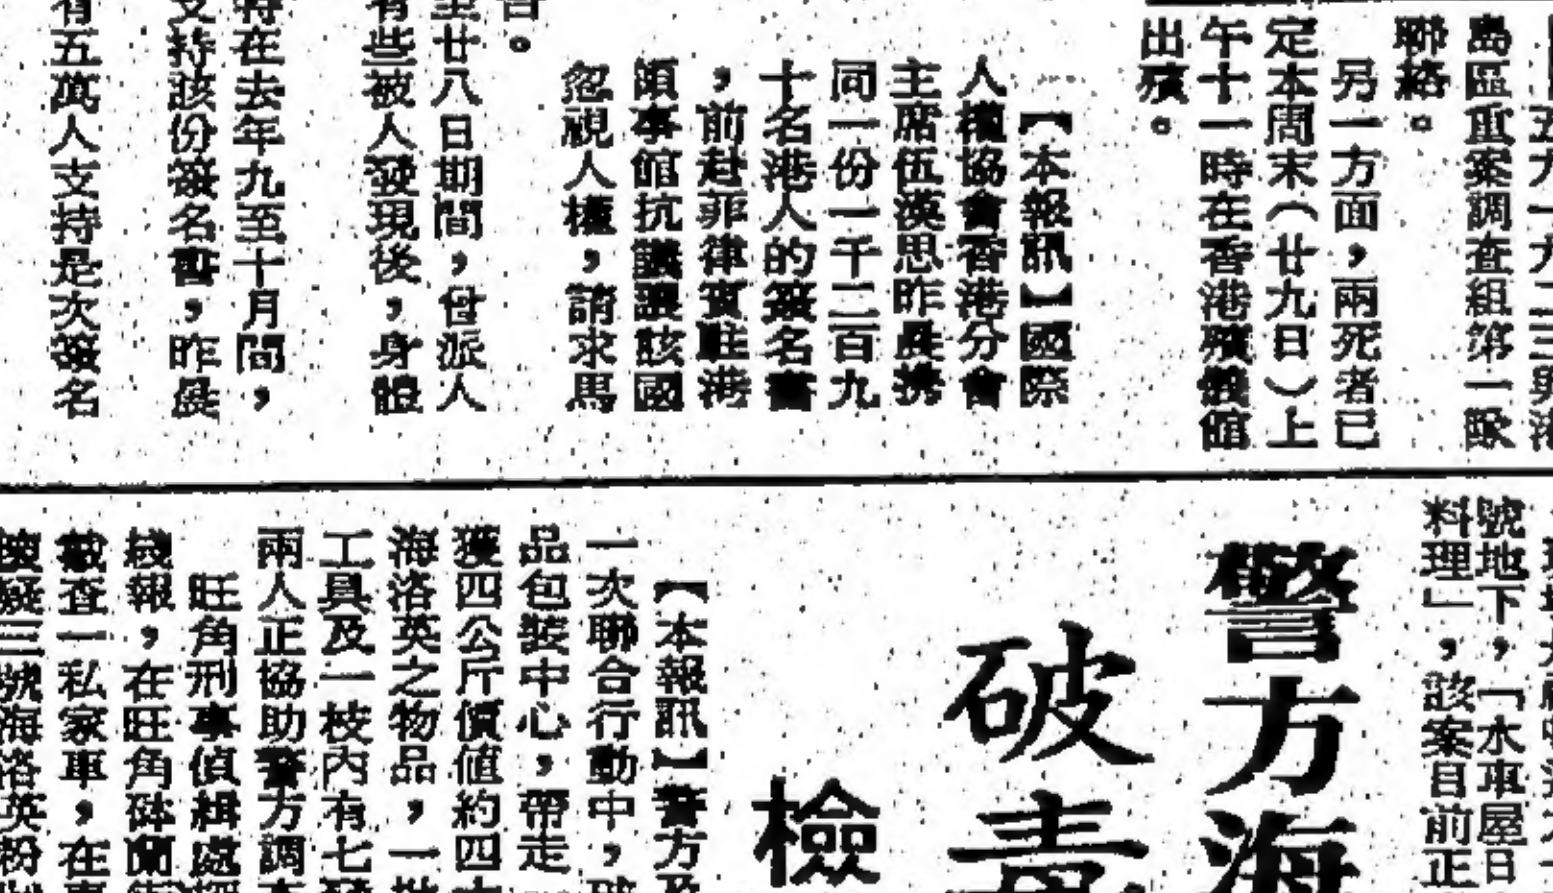 島區重案調查組第一隊
聯絡。
另一方面，兩死者已
定本周末（廿九日）上
午十一時在香港殯儀館
出殯。
【本報訊】國際
人權協會香港分會
主席伍漢思昨晨携
同一份一千二百九
十名港人的簽名書
，前赴菲律賓駐港
領事館抗議該國
忽視人權，請求馬
至廿八日期間，世派人
有些被人發現後，身體
特在去年九至十月間，
支持該份簽名書，昨晨
有五萬人支持是次簽名
號地下，「水車屋日
料理」，該案目前正
警方海
破毒
檢
【本報訊】警方及
一次聯合行動中，破
品包裝中心，帶走
獲四公斤價值約四十
海洛英之物品，一批
工具及一枝內有七發
兩人正協助警方調
旺角刑事偵緝處
綫報，在旺角砵蘭街
截查一私家車，在
被疑三號海洛英粉